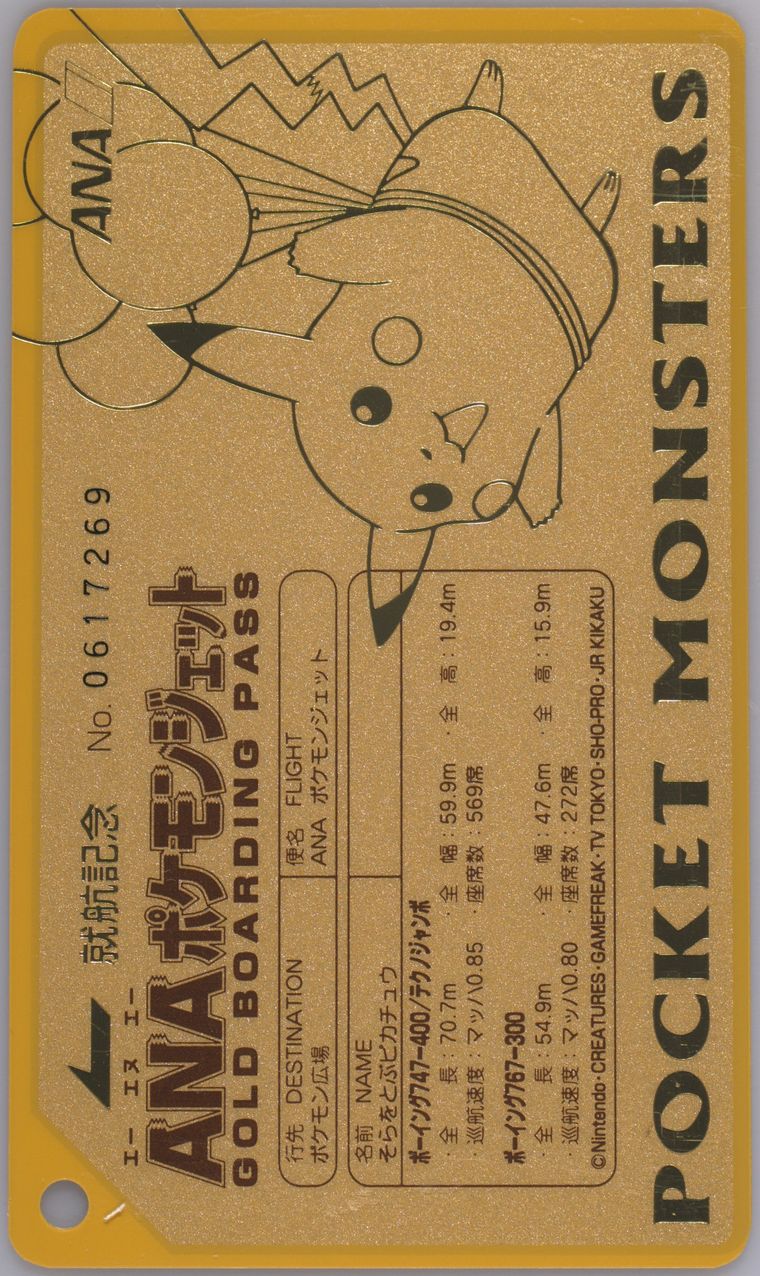 ANA
就航記念 No. 0617269
エー エヌ エー
ANAポケモンジェット
GOLD BOARDING PASS
行先 DESTINATION
ポケモン広場
便名 FLIGHT
ANA ポケモンジェット
名前 NAME
そらをとぶピカチュウ
ボーイング747-400/テクノジャンボ
・全 長：70.7m ・全 幅：59.9m ・全 高：19.4m
・巡航速度：マッハ0.85 ・座席数：569席
ボーイング767-300
・全 長：54.9m ・全 幅：47.6m ・全 高：15.9m
・巡航速度：マッハ0.80 ・座席数：272席
©Nintendo・CREATURES・GAMEFREAK・TV TOKYO・SHO-PRO・JR KIKAKU
POCKET MONSTERS